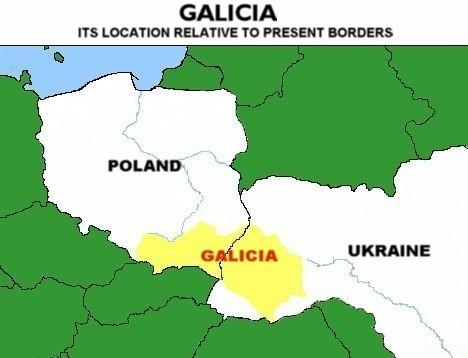 GALICIA
ITS LOCATION RELATIVE TO PRESENT BORDERS
POLAND
GALICIA
UKRAINE